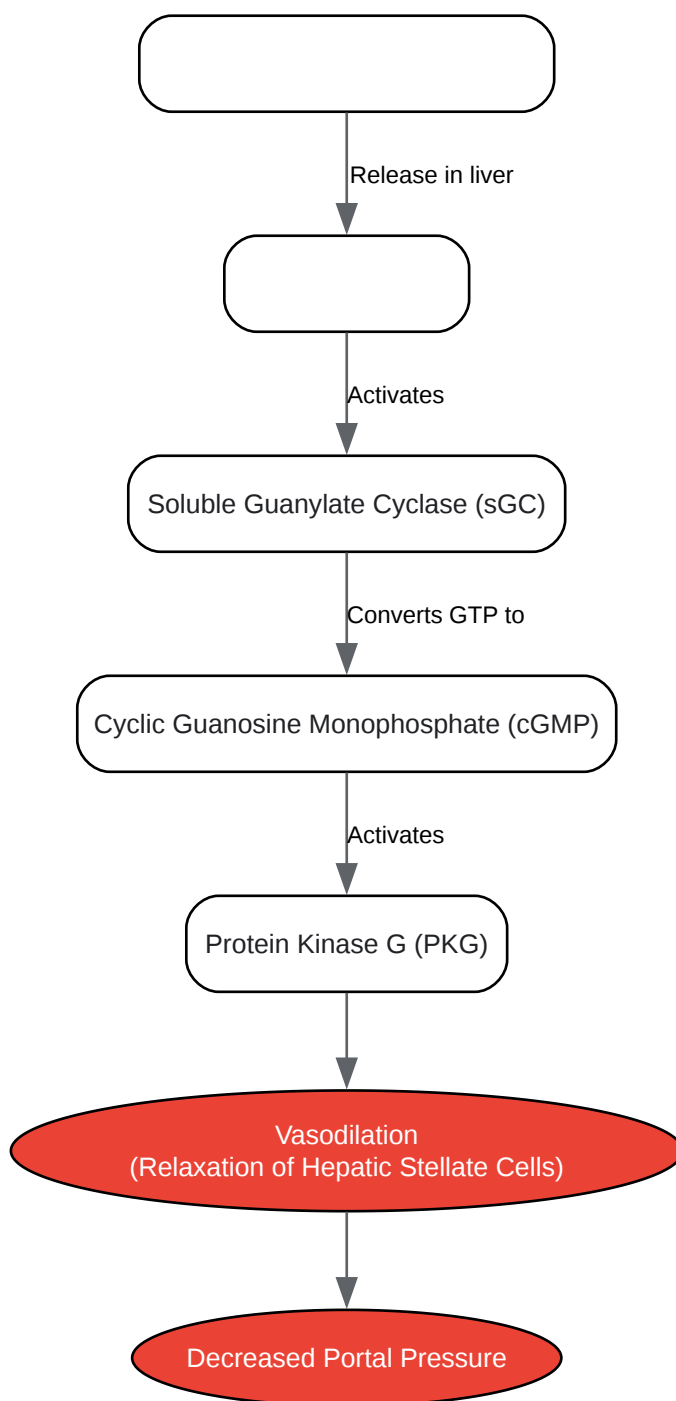 Release in liver
Activates
Soluble Guanylate Cyclase (sGC)
Converts GTP to
Cyclic Guanosine Monophosphate (cGMP)
Activates
Protein Kinase G (PKG)
Vasodilation
(Relaxation of Hepatic Stellate Cells)
Decreased Portal Pressure